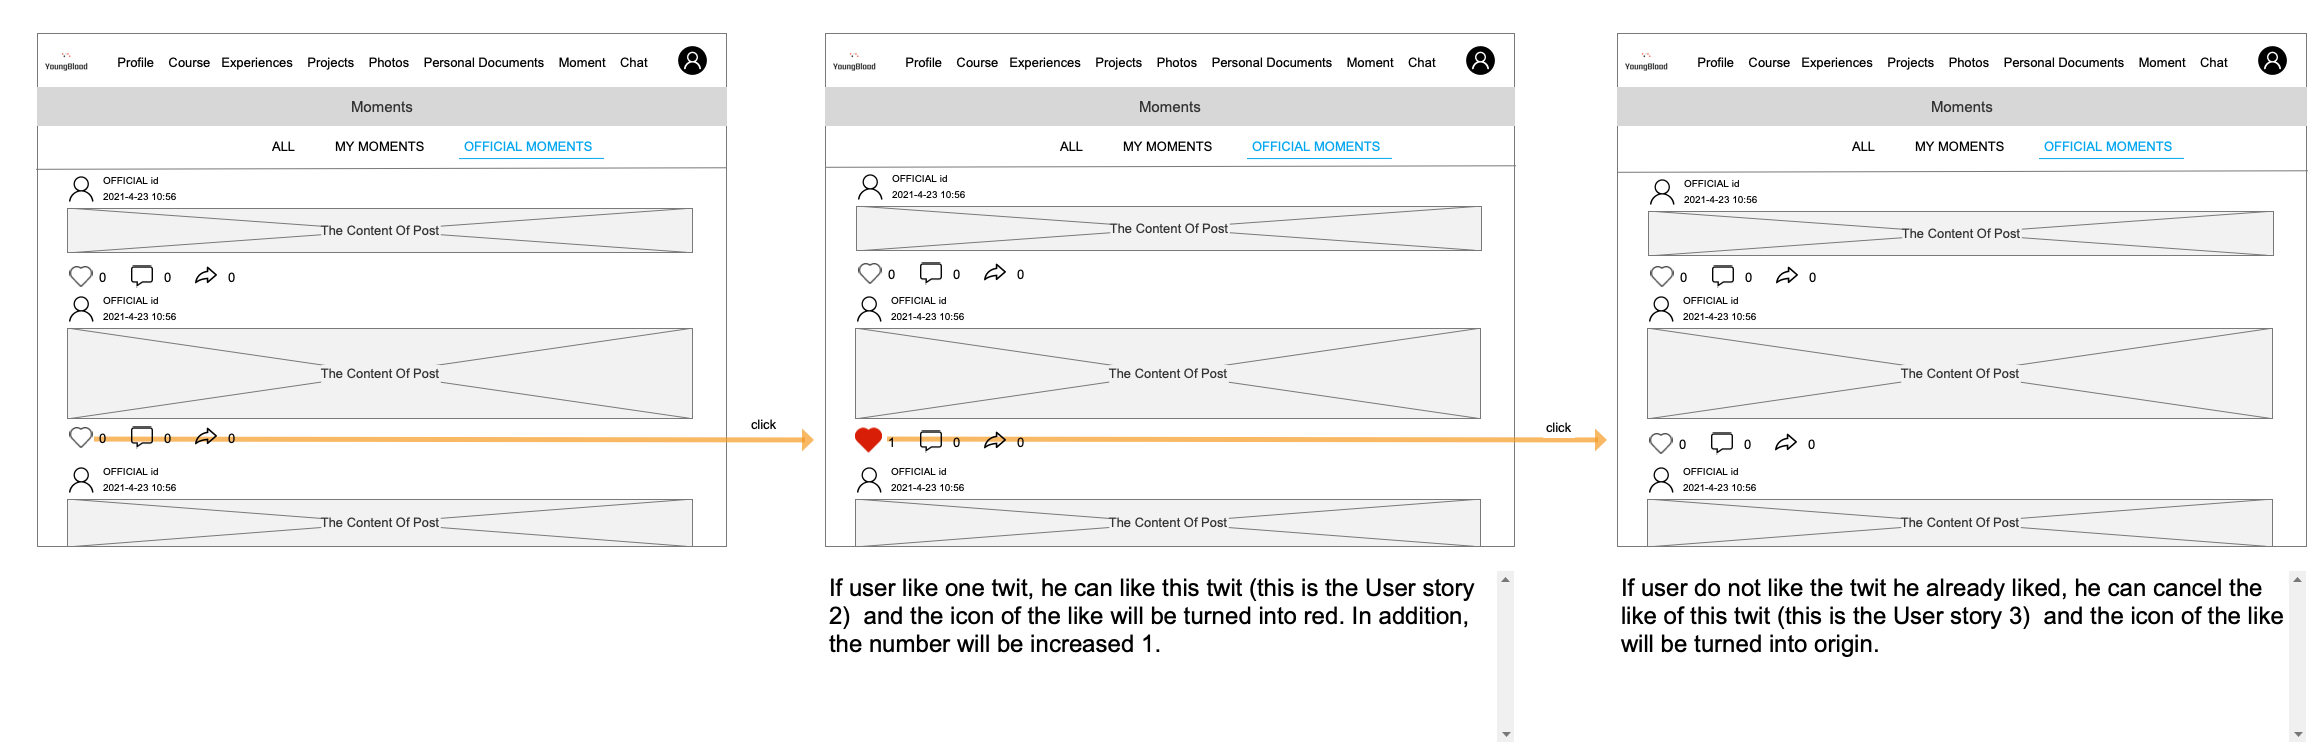 YoungBlood Profile Course Experiences Projects Photos Personal Documents Moment Chat
Moments
ALL MY MOMENTS OFFICIAL MOMENTS
OFFICIAL id
2021-4-23 10:56
The Content Of Post
0 0 0
OFFICIAL id
2021-4-23 10:56
The Content Of Post
0 0 0
OFFICIAL id
2021-4-23 10:56
The Content Of Post
click
YoungBlood Profile Course Experiences Projects Photos Personal Documents Moment Chat
Moments
ALL MY MOMENTS OFFICIAL MOMENTS
OFFICIAL id
2021-4-23 10:56
The Content Of Post
0 0 0
OFFICIAL id
2021-4-23 10:56
The Content Of Post
1 0 0
OFFICIAL id
2021-4-23 10:56
The Content Of Post
If user like one twit, he can like this twit (this is the User story
2)  and the icon of the like will be turned into red. In addition,
the number will be increased 1.
click
YoungBlood Profile Course Experiences Projects Photos Personal Documents Moment Chat
Moments
ALL MY MOMENTS OFFICIAL MOMENTS
OFFICIAL id
2021-4-23 10:56
The Content Of Post
0 0 0
OFFICIAL id
2021-4-23 10:56
The Content Of Post
0 0 0
OFFICIAL id
2021-4-23 10:56
The Content Of Post
If user do not like the twit he already liked, he can cancel the
like of this twit (this is the User story 3)  and the icon of the like
will be turned into origin.